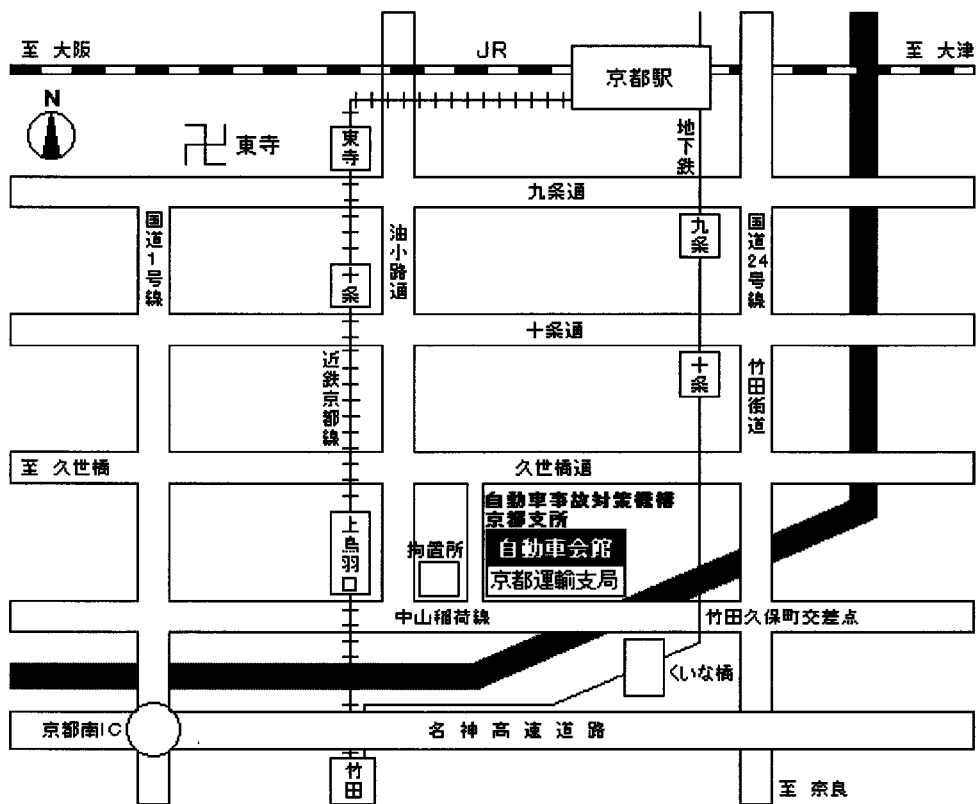 至 大阪
JR
京都駅
至 大津
N
東寺
東寺
地下鉄
九条通
国道1号線
油小路通
九条
国道24号線
十条
十条通
近鉄京都線
十条
竹田街道
至 久世橋
久世橋通
自動車事故対策機構
京都支所
上鳥羽口
拘置所
自動車会館
京都運輸支局
中山稲荷線
竹田久保町交差点
くいな橋
京都南IC
名神高速道路
竹田
至 奈良